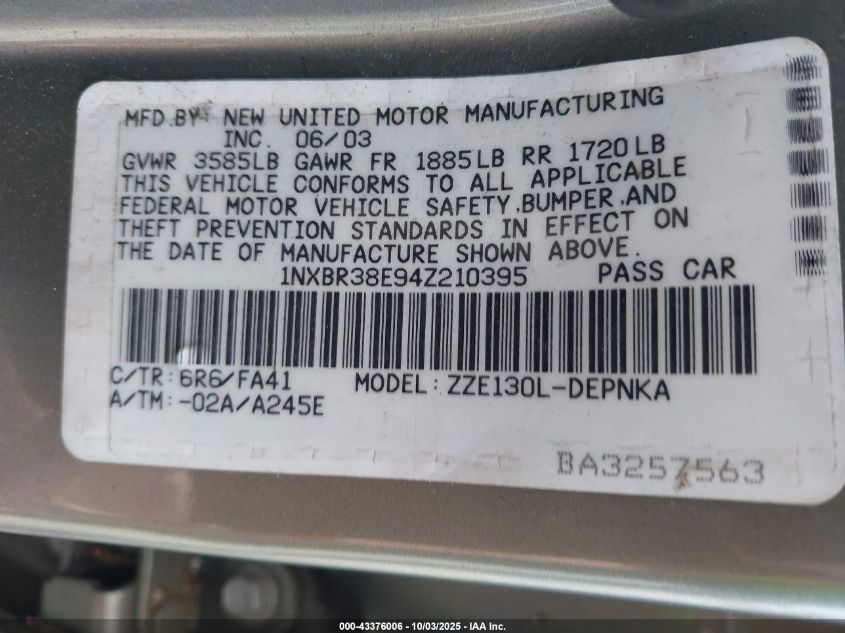 MFD.BY NEW UNITED MOTOR MANUFACTURING
INC. 06/03
GVWR 3585LB GAWR FR 1885LB RR 1720LB
THIS VEHICLE CONFORMS TO ALL APPLICABLE
FEDERAL MOTOR VEHICLE SAFETY,BUMPER,AND
THEFT PREVENTION STANDARDS IN EFFECT ON
THE DATE OF MANUFACTURE SHOWN ABOVE.
1NXBR38E94Z210395 PASS CAR
C/TR:6R6/FA41 MODEL:ZZE130L-DEPNKA
A/TM:-02A/A245E
BA3257563
000-43376006 - 10/03/2025 - IAA Inc.